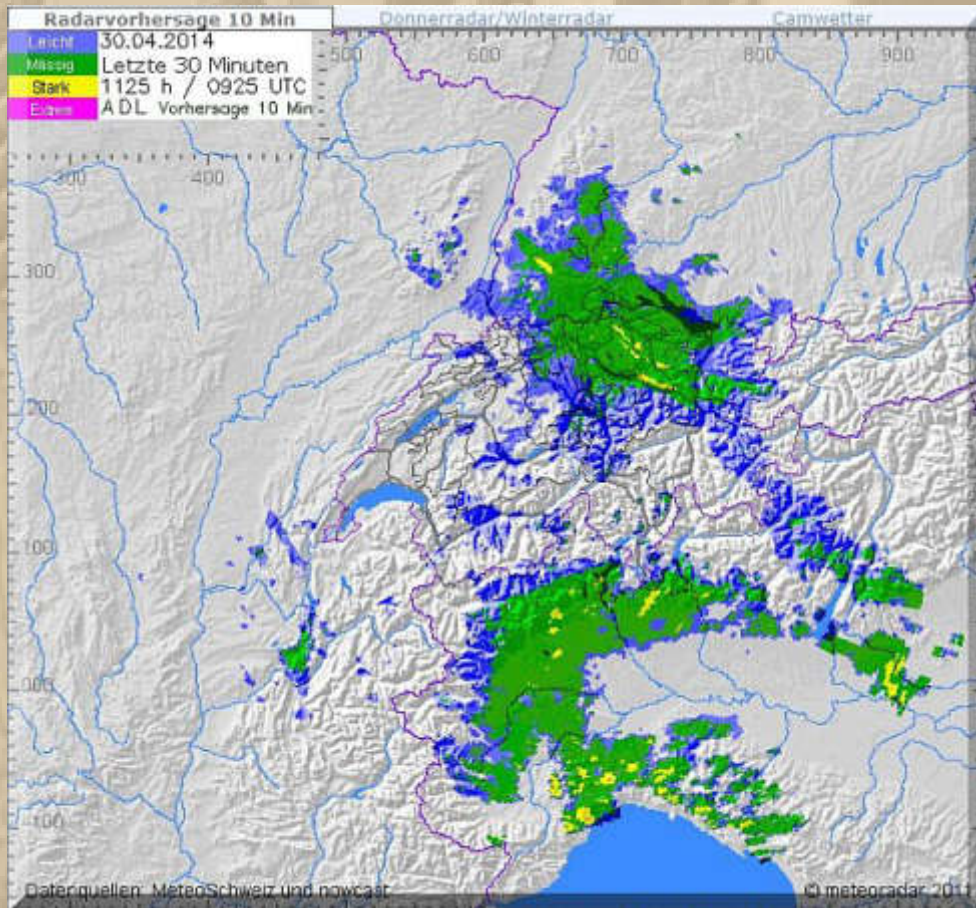 Radarvorhersage 10 Min
Donnerradar/Winterradar
Camwetter
Leicht 30.04.2014
Mässig Letzte 30 Minuten
Stark 1125 h / 0925 UTC
ADL Vorhersage 10 Min
500 600 700 800 900
300 400
300
200
100
000
100
Datenquellen: MeteoSchweiz und nowcast
© meteoradar 2011